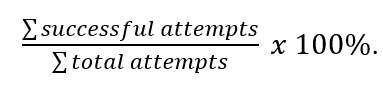 ∑ successful attempts
∑ total attempts
x 100%.